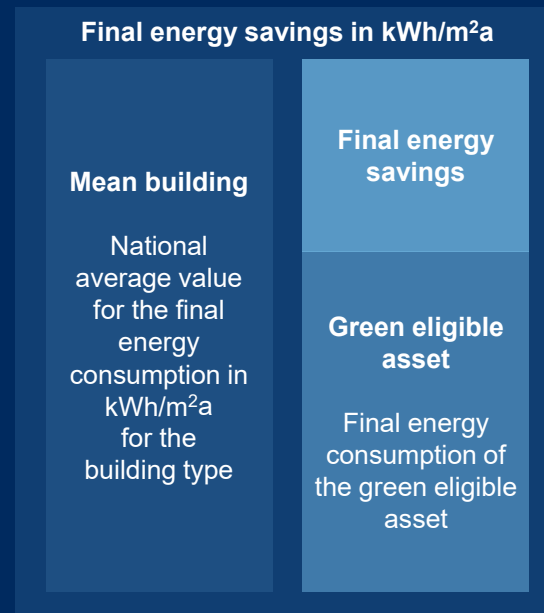 Final energy savings in kWh/m²a
Mean building
National
average value
for the final
energy
consumption in
kWh/m²a
for the
building type
Final energy
savings
Green eligible
asset
Final energy
consumption of
the green eligible
asset